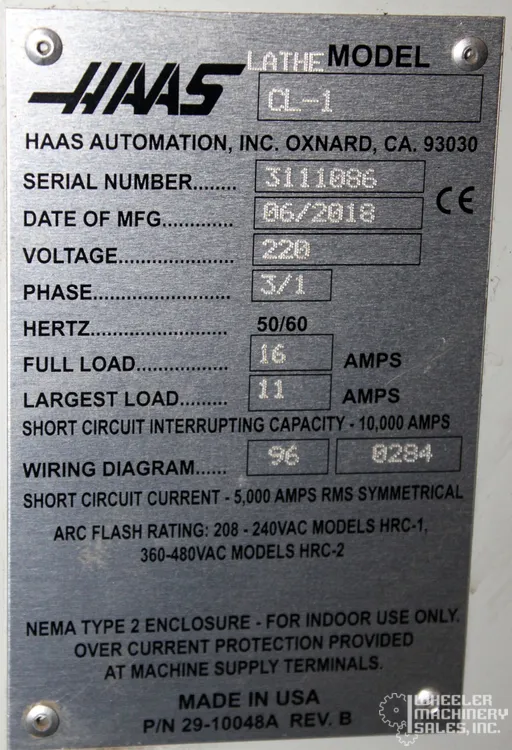 HAAS LATHE MODEL
CL-1
HAAS AUTOMATION, INC. OXNARD, CA. 93030
SERIAL NUMBER........ 3111086
DATE OF MFG............. 06/2018 CE
VOLTAGE.................... 220
PHASE......................... 3/1
HERTZ......................... 50/60
FULL LOAD................. 16 AMPS
LARGEST LOAD......... 11 AMPS
SHORT CIRCUIT INTERRUPTING CAPACITY - 10,000 AMPS
WIRING DIAGRAM...... 96 0284
SHORT CIRCUIT CURRENT - 5,000 AMPS RMS SYMMETRICAL
ARC FLASH RATING: 208 - 240VAC MODELS HRC-1,
360-480VAC MODELS HRC-2
NEMA TYPE 2 ENCLOSURE - FOR INDOOR USE ONLY.
OVER CURRENT PROTECTION PROVIDED
AT MACHINE SUPPLY TERMINALS.
MADE IN USA
P/N 29-10048A REV. B
WHEELER
MACHINERY
SALES, INC.